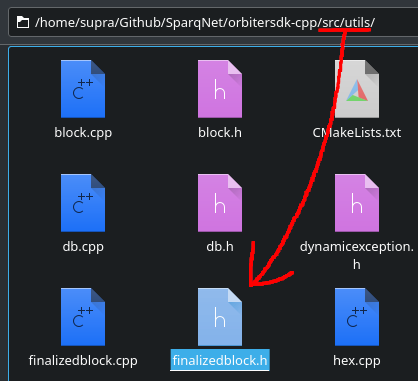 /home/supra/Github/SparqNet/orbitersdk-cpp/src/utils/
C++ h
block.cpp block.h CMakeLists.txt
C++ h h
db.cpp db.h dynamicexception.
h
C++ h C++
finalizedblock.cpp finalizedblock.h hex.cpp